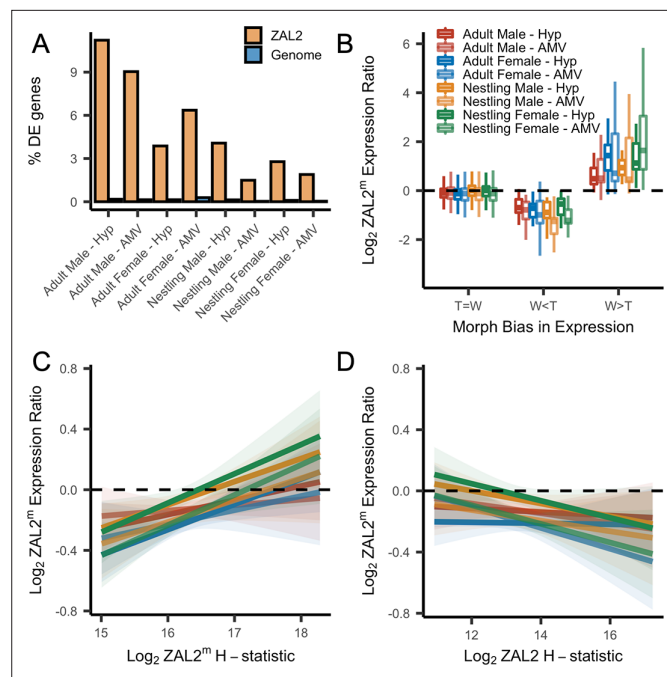 A
ZAL2
Genome
% DE genes
9
6
3
0
Adult Male - Hyp
Adult Male - AMV
Adult Female - Hyp
Adult Female - AMV
Nestling Male - Hyp
Nestling Male - AMV
Nestling Female - Hyp
Nestling Female - AMV
B
Adult Male - Hyp
Adult Male - AMV
Adult Female - Hyp
Adult Female - AMV
Nestling Male - Hyp
Nestling Male - AMV
Nestling Female - Hyp
Nestling Female - AMV
Log₂ ZAL2ᵐ Expression Ratio
6
4
2
0
-2
T=W
W<T
W>T
Morph Bias in Expression
C
Log₂ ZAL2ᵐ Expression Ratio
0.8
0.4
0.0
-0.4
-0.8
15
16
17
18
Log₂ ZAL2ᵐ H−statistic
D
Log₂ ZAL2ᵐ Expression Ratio
0.8
0.4
0.0
-0.4
-0.8
12
14
16
Log₂ ZAL2 H−statistic